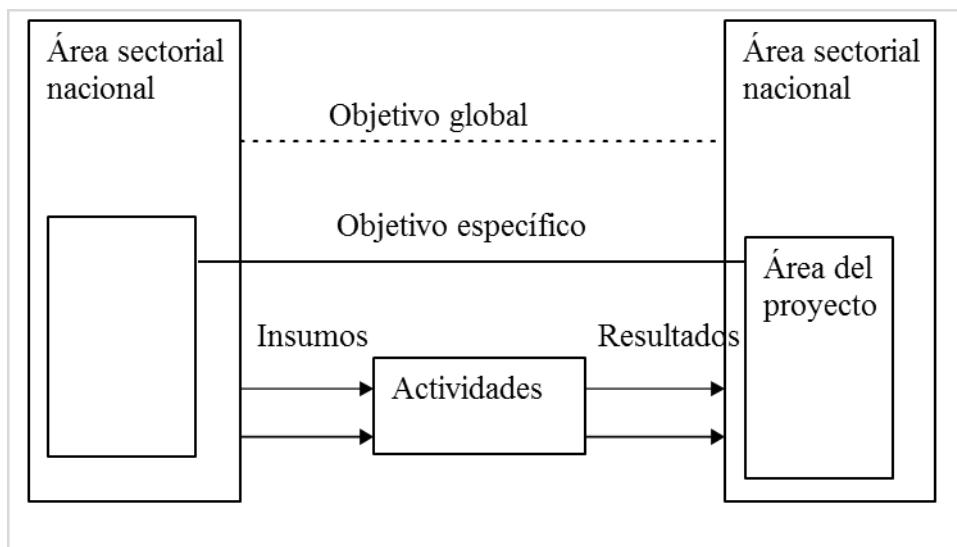 Área sectorial
nacional
Área sectorial
nacional
Objetivo global
Objetivo específico
Área del
proyecto
Insumos
Resultados
Actividades